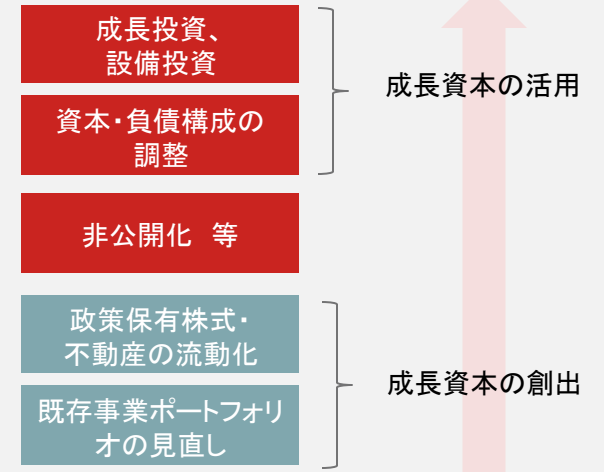 成長投資、
設備投資
成長資本の活用
資本・負債構成の
調整
非公開化　等
政策保有株式・
不動産の流動化
成長資本の創出
既存事業ポートフォリ
オの見直し